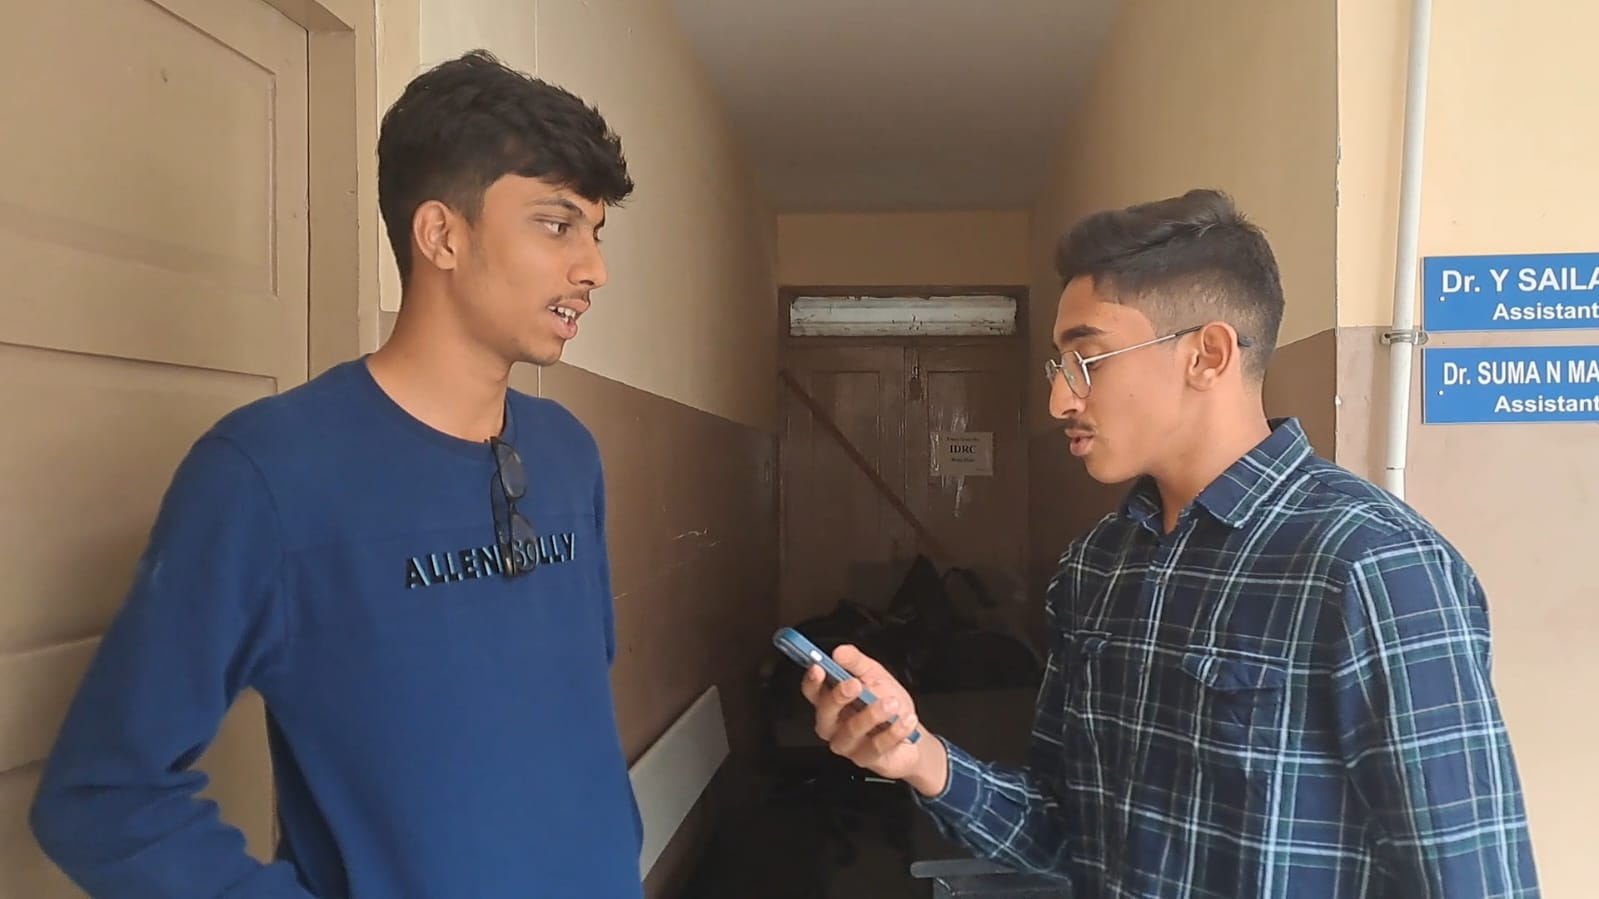 ALLEN SOLLY
IDRC
Dr. Y SAILA
Assistant
Dr. SUMA N MA
Assistant